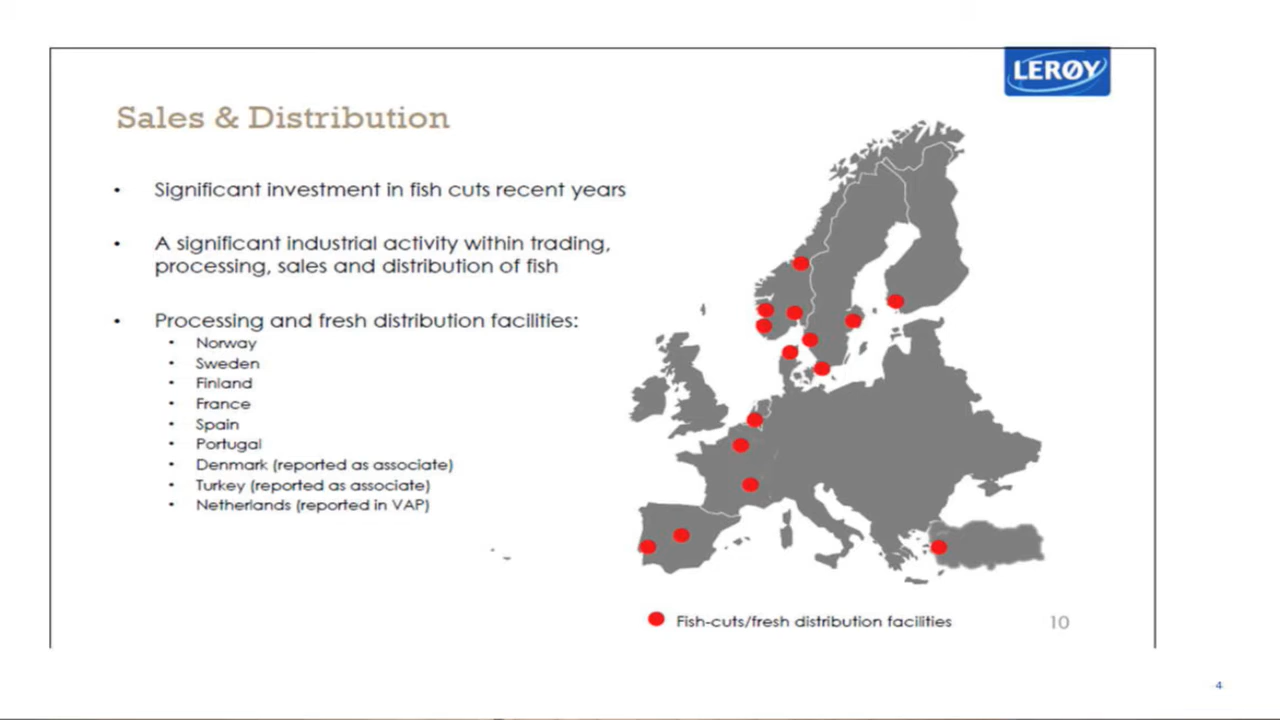 LERØY
Sales & Distribution
• Significant investment in fish cuts recent years
• A significant industrial activity within trading,
processing, sales and distribution of fish
• Processing and fresh distribution facilities:
• Norway
• Sweden
• Finland
• France
• Spain
• Portugal
• Denmark (reported as associate)
• Turkey (reported as associate)
• Netherlands (reported in VAP)
Fish-cuts/fresh distribution facilities
10
4